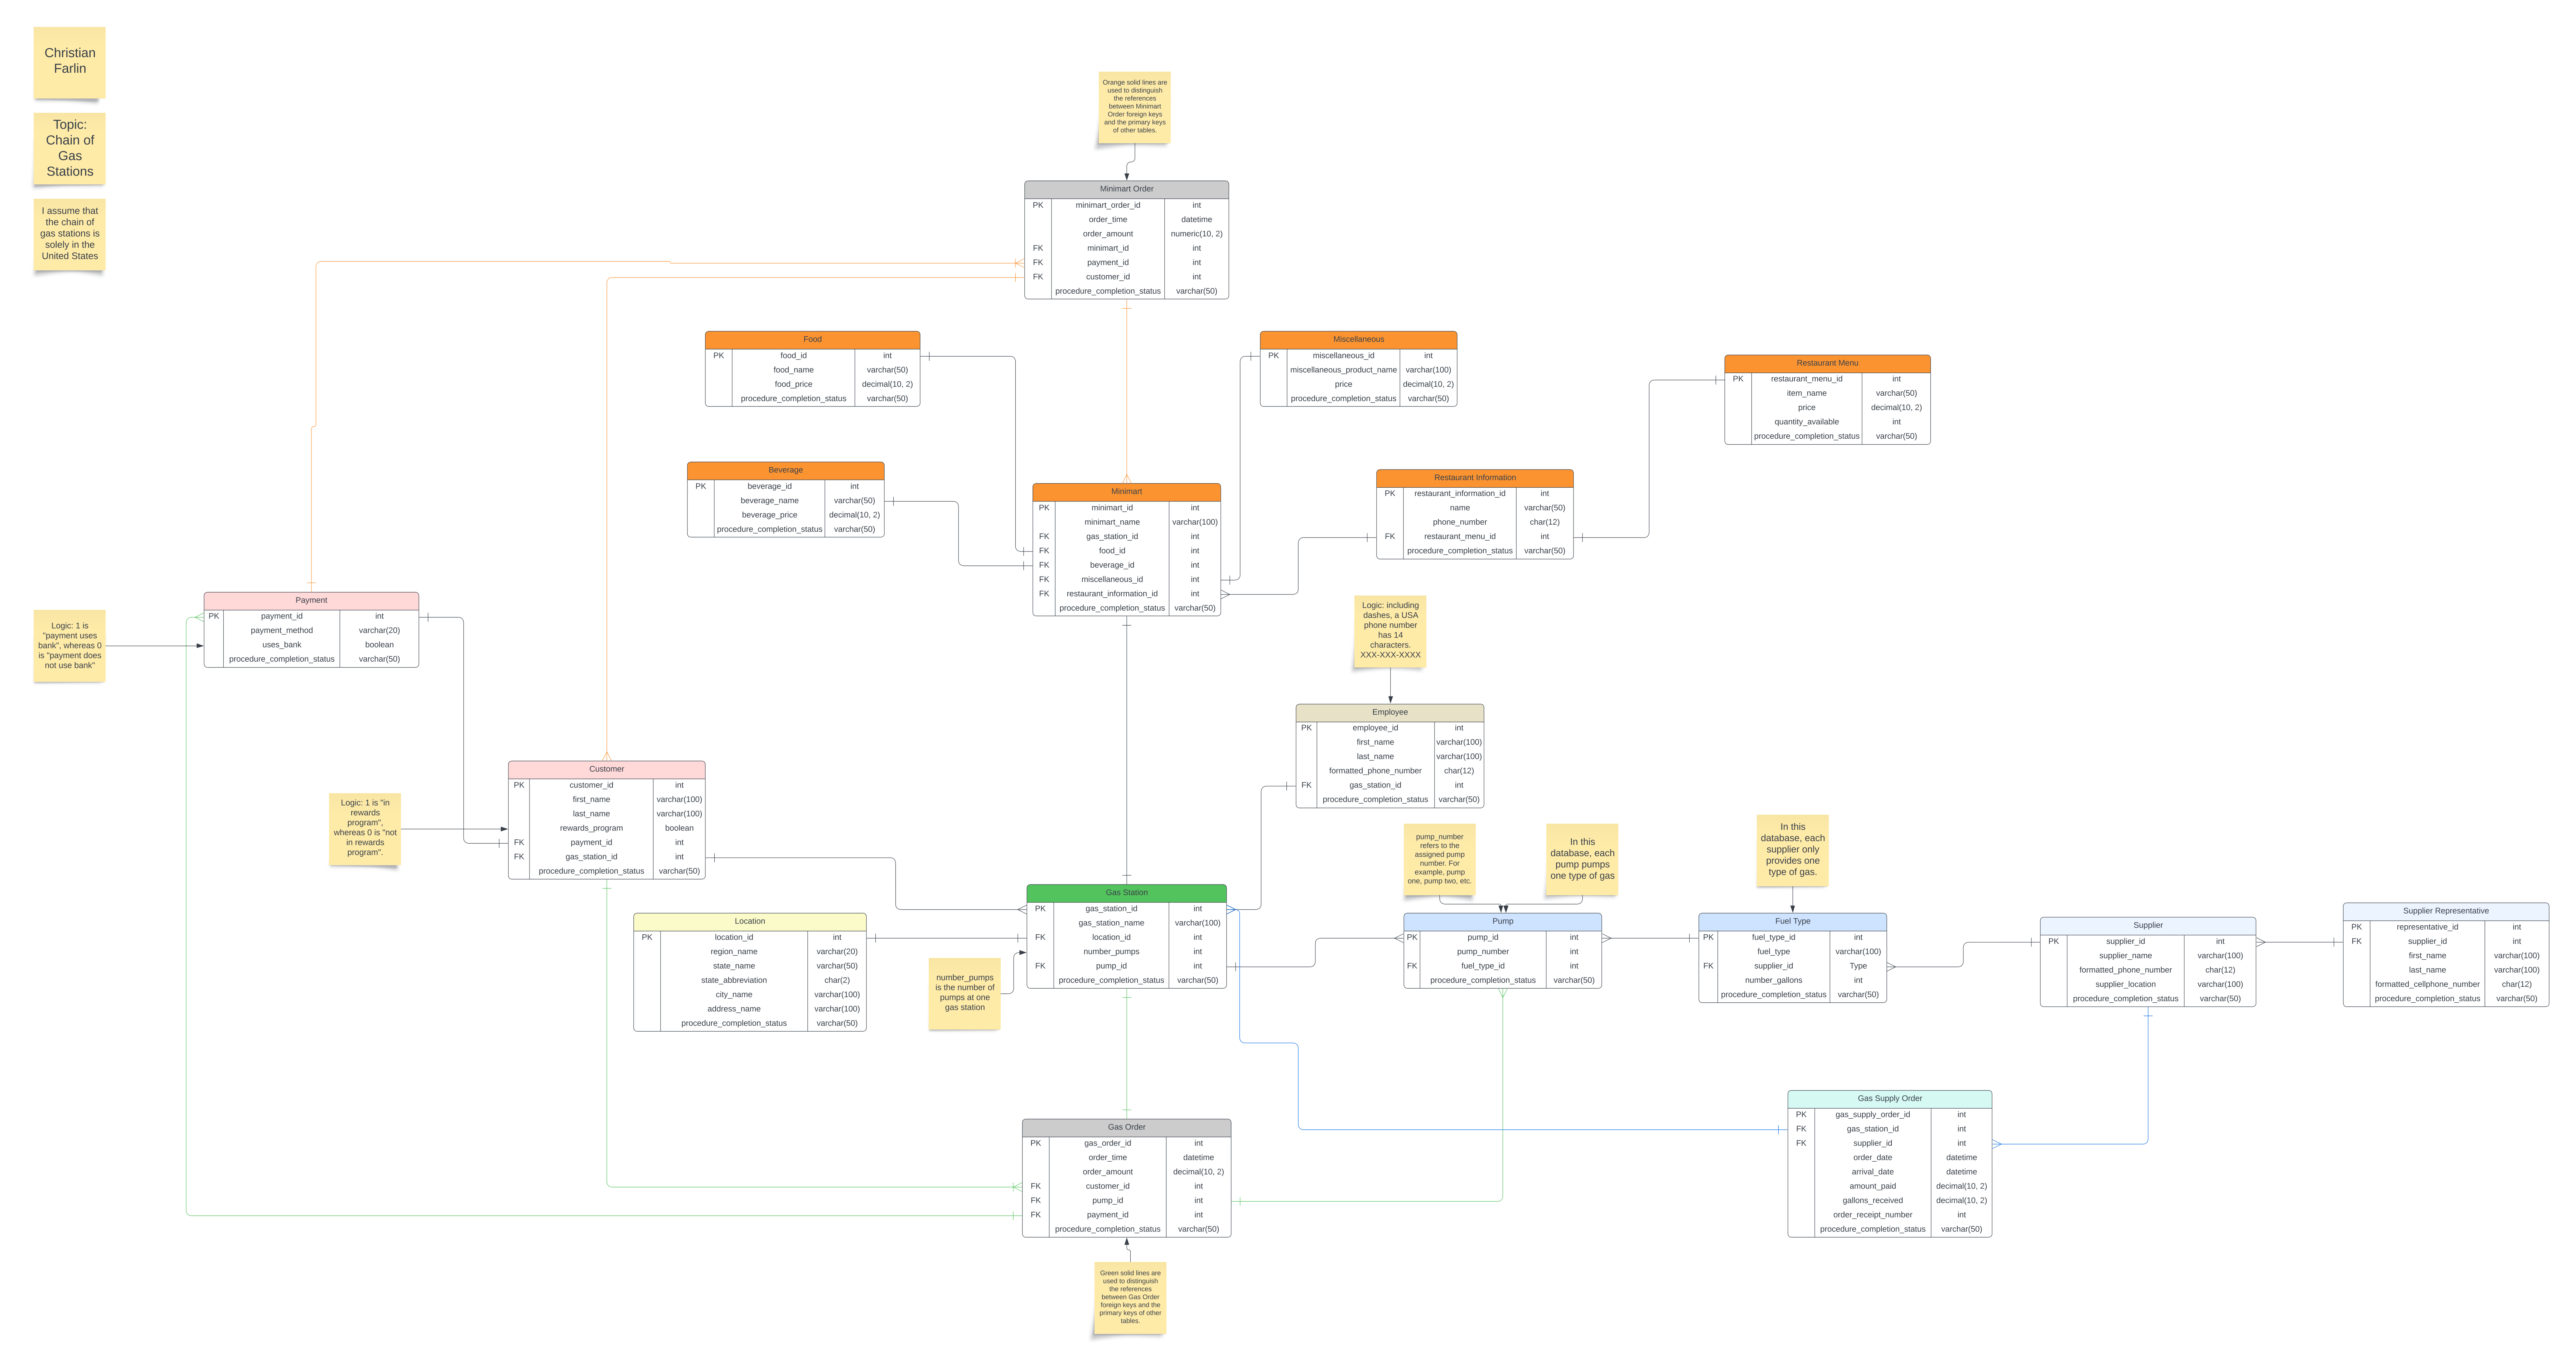 Christian
Farlin
Topic:
Chain of
Gas
Stations
I assume that
the chain of
gas stations is
solely in the
United States
Orange solid lines are
used to distinguish
the references
between Minimart
Order foreign keys
and the primary keys
of other tables.
Minimart Order
PK minimart_order_id int
order_time datetime
order_amount numeric(10, 2)
FK minimart_id int
FK payment_id int
FK customer_id int
procedure_completion_status varchar(50)
Food
PK food_id int
food_name varchar(50)
food_price decimal(10, 2)
procedure_completion_status varchar(50)
Miscellaneous
PK miscellaneous_id int
miscellaneous_product_name varchar(100)
price decimal(10, 2)
procedure_completion_status varchar(50)
Restaurant Menu
PK restaurant_menu_id int
item_name varchar(50)
price decimal(10, 2)
quantity_available int
procedure_completion_status varchar(50)
Beverage
PK beverage_id int
beverage_name varchar(50)
beverage_price decimal(10, 2)
procedure_completion_status varchar(50)
Minimart
PK minimart_id int
minimart_name varchar(100)
FK gas_station_id int
FK food_id int
FK beverage_id int
FK miscellaneous_id int
FK restaurant_information_id int
procedure_completion_status varchar(50)
Restaurant Information
PK restaurant_information_id int
name varchar(50)
phone_number char(12)
FK restaurant_menu_id int
procedure_completion_status varchar(50)
Logic: 1 is
"payment uses
bank", whereas 0
is "payment does
not use bank"
Payment
PK payment_id int
payment_method varchar(20)
uses_bank boolean
procedure_completion_status varchar(50)
Logic: including
dashes, a USA
phone number
has 14
characters.
XXX-XXX-XXXX
Employee
PK employee_id int
first_name varchar(100)
last_name varchar(100)
formatted_phone_number char(12)
FK gas_station_id int
procedure_completion_status varchar(50)
Logic: 1 is "in
rewards
program",
whereas 0 is "not
in rewards
program".
Customer
PK customer_id int
first_name varchar(100)
last_name varchar(100)
rewards_program boolean
FK payment_id int
FK gas_station_id int
procedure_completion_status varchar(50)
pump_number
refers to the
assigned pump
number. For
example, pump
one, pump two, etc.
In this
database, each
pump pumps
one type of gas
In this
database, each
supplier only
provides one
type of gas.
Location
PK location_id int
region_name varchar(20)
state_name varchar(50)
state_abbreviation char(2)
city_name varchar(100)
address_name varchar(100)
procedure_completion_status varchar(50)
number_pumps
is the number of
pumps at one
gas station
Gas Station
PK gas_station_id int
gas_station_name varchar(100)
FK location_id int
number_pumps int
FK pump_id int
procedure_completion_status varchar(50)
Pump
PK pump_id int
pump_number int
FK fuel_type_id int
procedure_completion_status varchar(50)
Fuel Type
PK fuel_type_id int
fuel_type varchar(100)
FK supplier_id Type
number_gallons int
procedure_completion_status varchar(50)
Supplier
PK supplier_id int
supplier_name varchar(100)
formatted_phone_number char(12)
supplier_location varchar(100)
procedure_completion_status varchar(50)
Supplier Representative
PK representative_id int
FK supplier_id int
first_name varchar(100)
last_name varchar(100)
formatted_cellphone_number char(12)
procedure_completion_status varchar(50)
Gas Order
PK gas_order_id int
order_time datetime
order_amount decimal(10, 2)
FK customer_id int
FK pump_id int
FK payment_id int
procedure_completion_status varchar(50)
Gas Supply Order
PK gas_supply_order_id int
FK gas_station_id int
FK supplier_id int
order_date datetime
arrival_date datetime
amount_paid decimal(10, 2)
gallons_received decimal(10, 2)
order_receipt_number int
procedure_completion_status varchar(50)
Green solid lines are
used to distinguish
the references
between Gas Order
foreign keys and the
primary keys of other
tables.